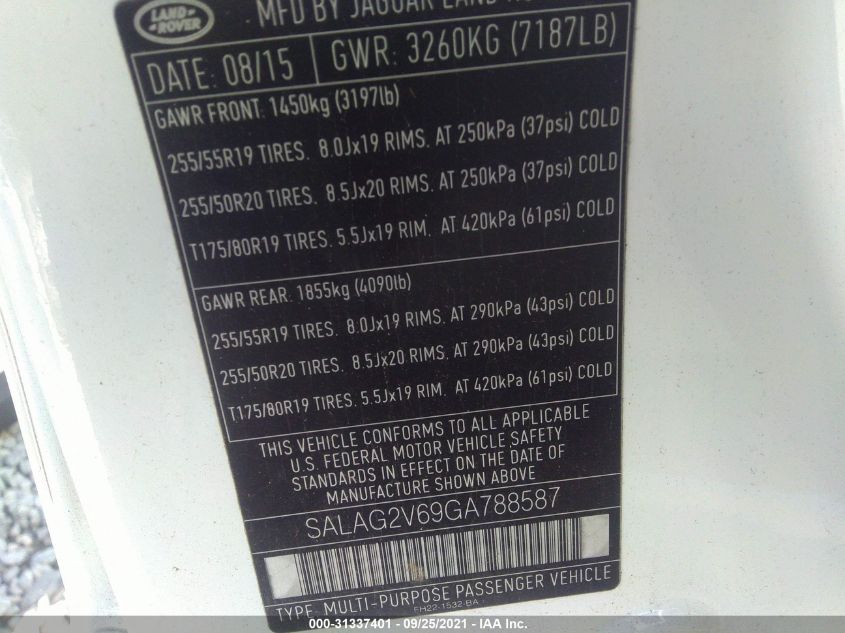 LAND
ROVER
MFD BY JAGUAR LAND
DATE: 08/15 GWR: 3260KG (7187LB)
GAWR FRONT: 1450kg (3197lb)
255/55R19 TIRES. 8.0Jx19 RIMS. AT 250kPa (37psi) COLD
255/50R20 TIRES. 8.5Jx20 RIMS. AT 250kPa (37psi) COLD
T175/80R19 TIRES. 5.5Jx19 RIM. AT 420kPa (61psi) COLD
GAWR REAR: 1855kg (4090lb)
255/55R19 TIRES. 8.0Jx19 RIMS. AT 290kPa (43psi) COLD
255/50R20 TIRES. 8.5Jx20 RIMS. AT 290kPa (43psi) COLD
T175/80R19 TIRES. 5.5Jx19 RIM. AT 420kPa (61psi) COLD
THIS VEHICLE CONFORMS TO ALL APPLICABLE
U.S. FEDERAL MOTOR VEHICLE SAFETY
STANDARDS IN EFFECT ON THE DATE OF
MANUFACTURE SHOWN ABOVE
SALAG2V69GA788587
TYPE: MULTI-PURPOSE PASSENGER VEHICLE
EH22-1532-BA
000-31337401 - 09/25/2021 - IAA Inc.